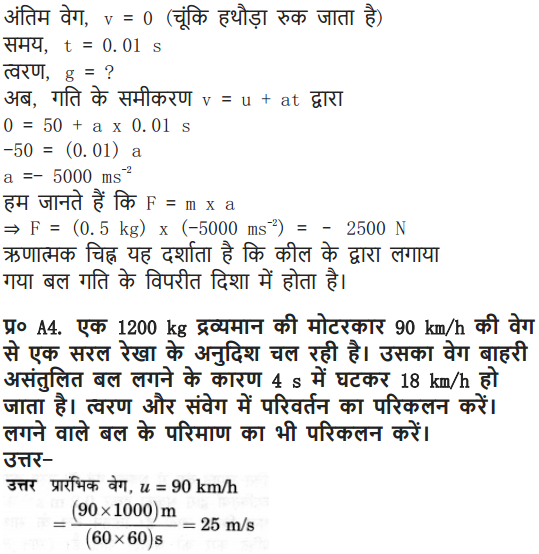 अंतिम वेग, v = 0 (चूंकि हथौड़ा रुक जाता है)
समय, t = 0.01 s
त्वरण, g = ?
अब, गति के समीकरण v = u + at द्वारा
0 = 50 + a x 0.01 s
-50 = (0.01) a
a =- 5000 ms⁻²
हम जानते हैं कि F = m x a
⇒ F = (0.5 kg) x (-5000 ms⁻²) = - 2500 N
ऋणात्मक चिह्न यह दर्शाता है कि कील के द्वारा लगाया
गया बल गति के विपरीत दिशा में होता है।
प्र० A4. एक 1200 kg द्रव्यमान की मोटरकार 90 km/h की वेग
से एक सरल रेखा के अनुदिश चल रही है। उसका वेग बाहरी
असंतुलित बल लगने के कारण 4 s में घटकर 18 km/h हो
जाता है। त्वरण और संवेग में परिवर्तन का परिकलन करें।
लगने वाले बल के परिमाण का भी परिकलन करें।
उत्तर-
उत्तर प्रारंभिक वेग, u = 90 km/h
= (90×1000)m / (60×60)s = 25 m/s